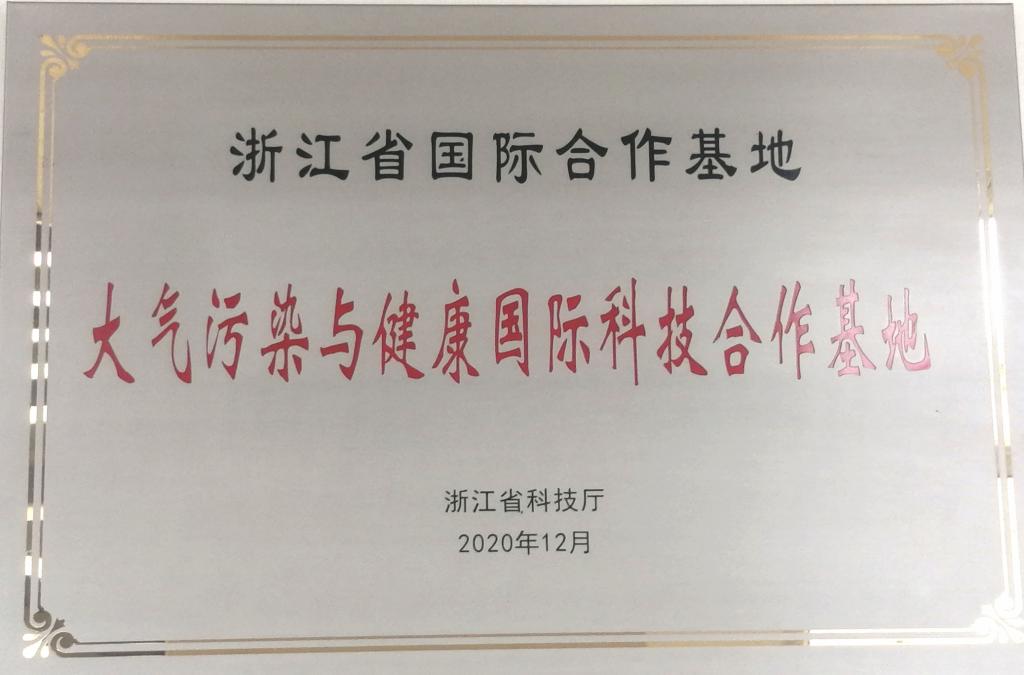 浙江省国际合作基地
大气污染与健康国际科技合作基地
浙江省科技厅
2020年12月